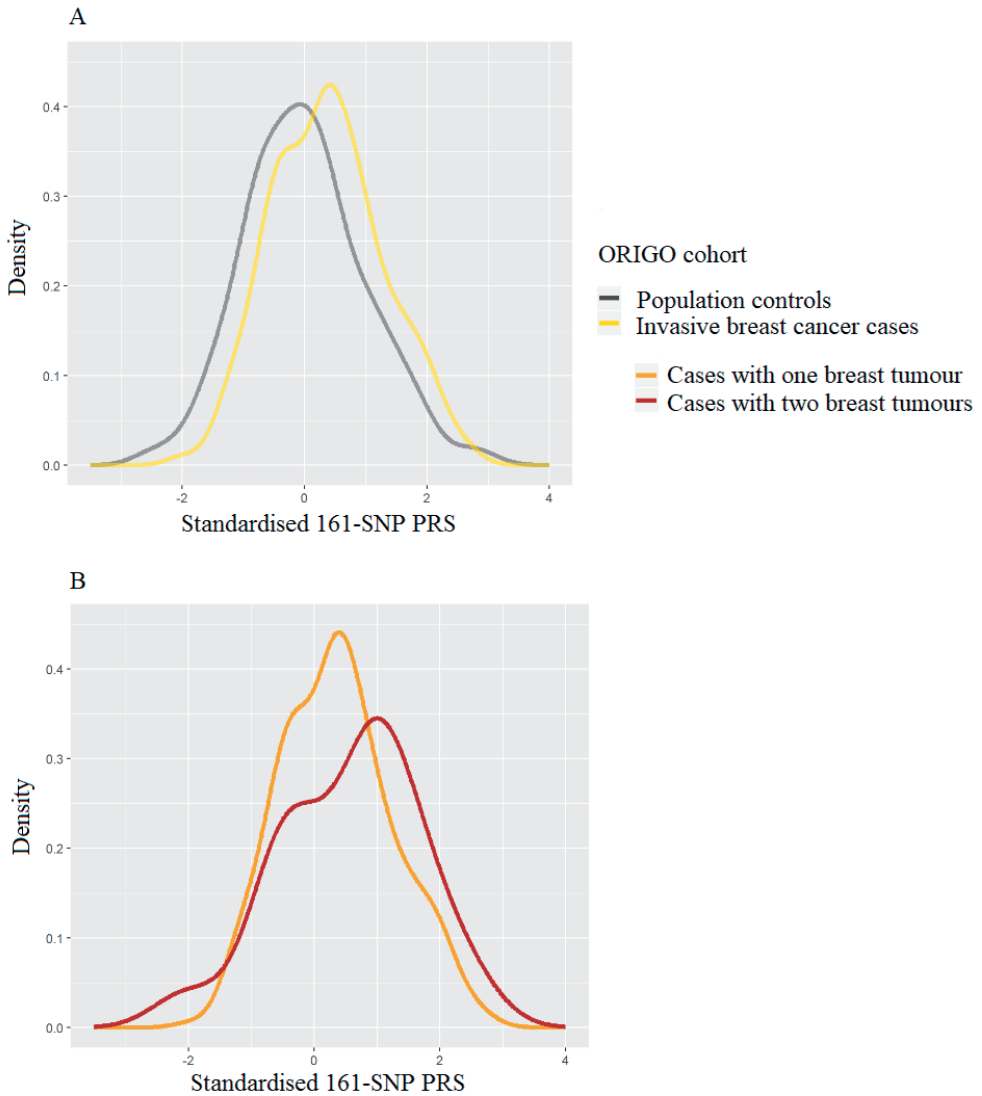 A
0.4
0.3
0.2
0.1
0.0
Density
-2
0
2
4
Standardised 161-SNP PRS
ORIGO cohort
Population controls
Invasive breast cancer cases
Cases with one breast tumour
Cases with two breast tumours
B
0.4
0.3
0.2
0.1
0.0
Density
-2
0
2
4
Standardised 161-SNP PRS